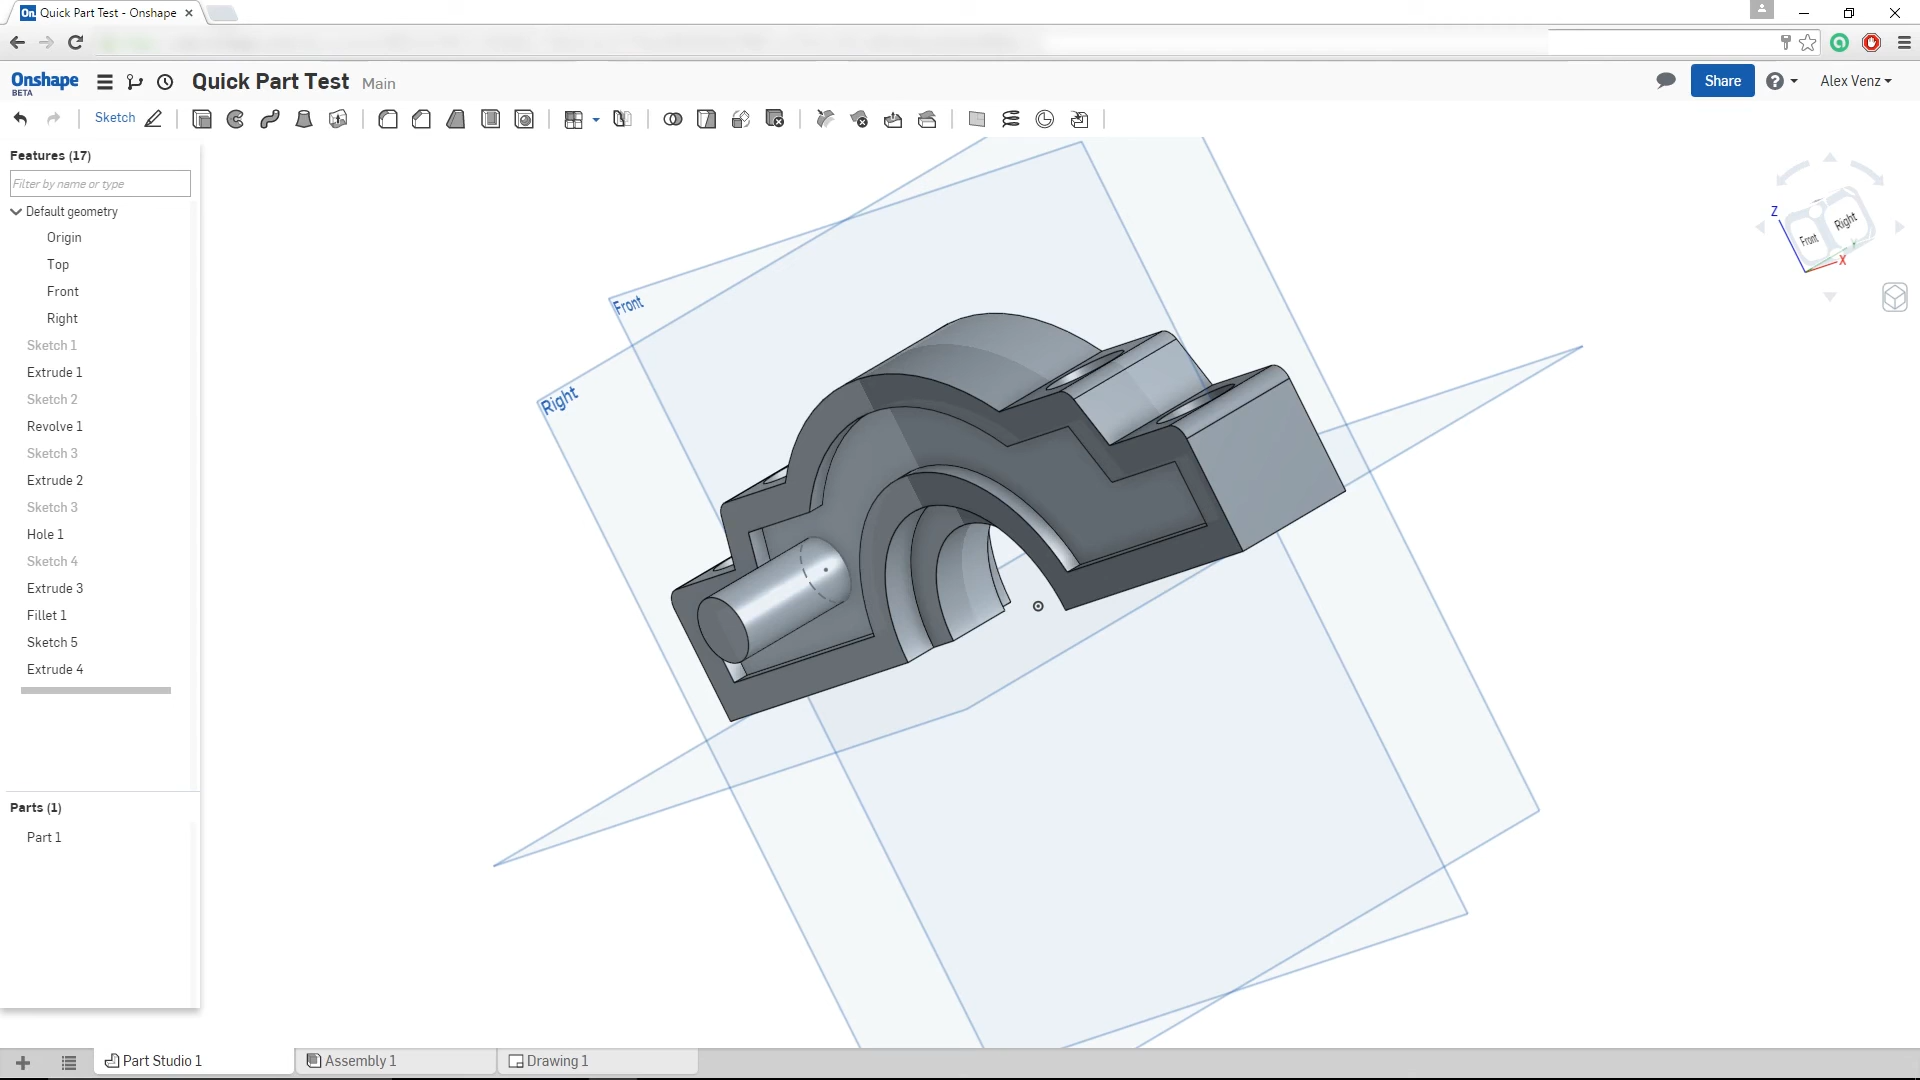 Quick Part Test - Onshape
Onshape
BETA
Quick Part Test Main
Share
Alex Venz
Sketch
Features (17)
Filter by name or type
Default geometry
Origin
Top
Front
Right
Sketch 1
Extrude 1
Sketch 2
Revolve 1
Sketch 3
Extrude 2
Sketch 3
Hole 1
Sketch 4
Extrude 3
Fillet 1
Sketch 5
Extrude 4
Parts (1)
Part 1
Front
Right
Z
Front
Right
X
Part Studio 1
Assembly 1
Drawing 1